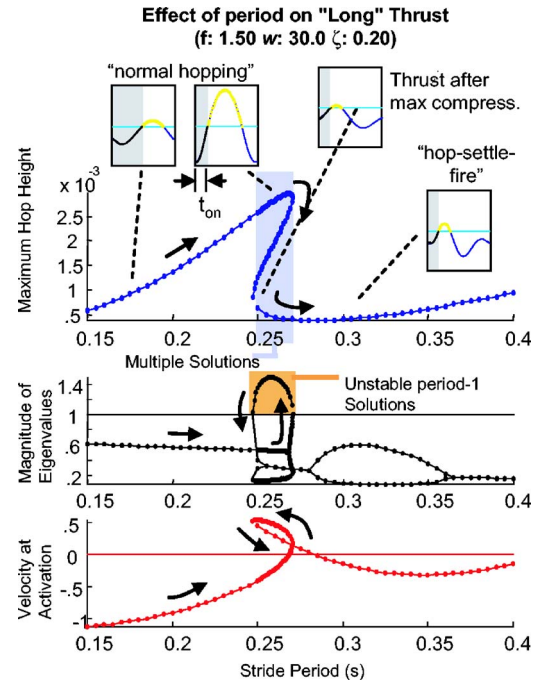 Effect of period on "Long" Thrust
(f: 1.50 w: 30.0 ζ: 0.20)
"normal hopping"
Thrust after
max compress.
"hop-settle-
fire"
t_on
x 10^-3
Maximum Hop Height
2.5
2
1.5
1
.5
0.15 0.2 0.25 0.3 0.35 0.4
Multiple Solutions
Unstable period-1
Solutions
Magnitude of
Eigenvalues
1.4
1
.6
.2
0.15 0.2 0.25 0.3 0.35 0.4
Velocity at
Activation
.5
0
-.5
-1
0.15 0.2 0.25 0.3 0.35 0.4
Stride Period (s)